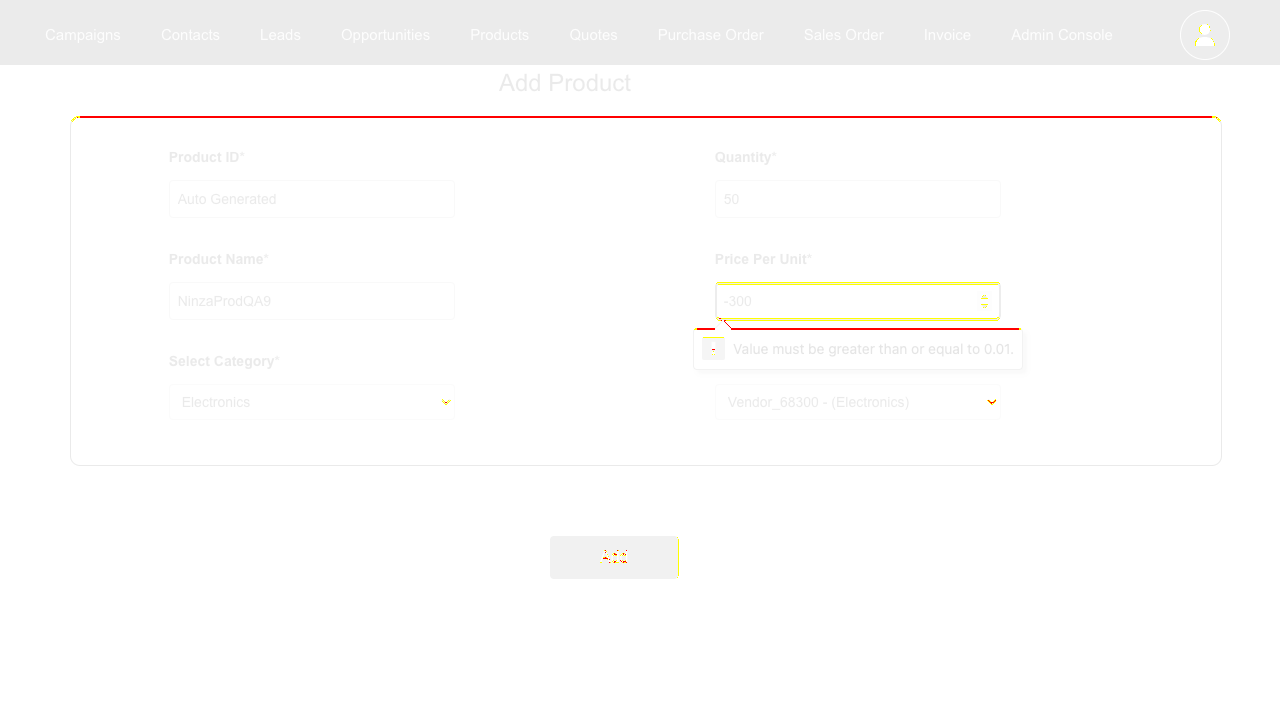 Campaigns Contacts Leads Opportunities Products Quotes Purchase Order Sales Order Invoice Admin Console
Add Product
Product ID*
Auto Generated
Quantity*
50
Product Name*
NinzaProdQA9
Price Per Unit*
-300
Value must be greater than or equal to 0.01.
Select Category*
Electronics
Vendor_68300 - (Electronics)
Add